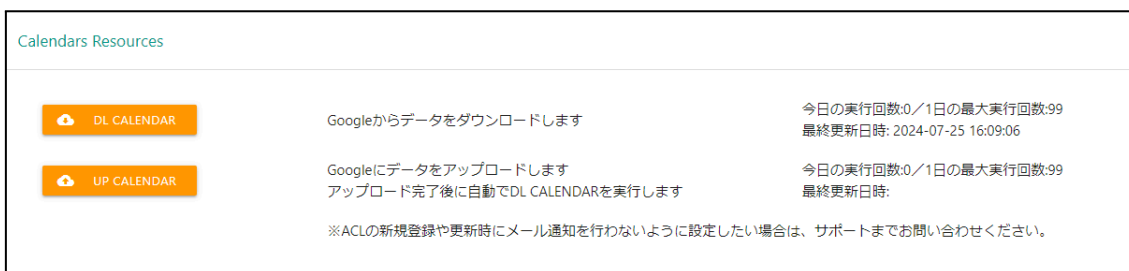 Calendars Resources
DL CALENDAR
Googleからデータをダウンロードします
今日の実行回数:0／1日の最大実行回数:99
最終更新日時: 2024-07-25 16:09:06
UP CALENDAR
Googleにデータをアップロードします
アップロード完了後に自動でDL CALENDARを実行します
今日の実行回数:0／1日の最大実行回数:99
最終更新日時:
※ACLの新規登録や更新時にメール通知を行わないように設定したい場合は、サポートまでお問い合わせください。